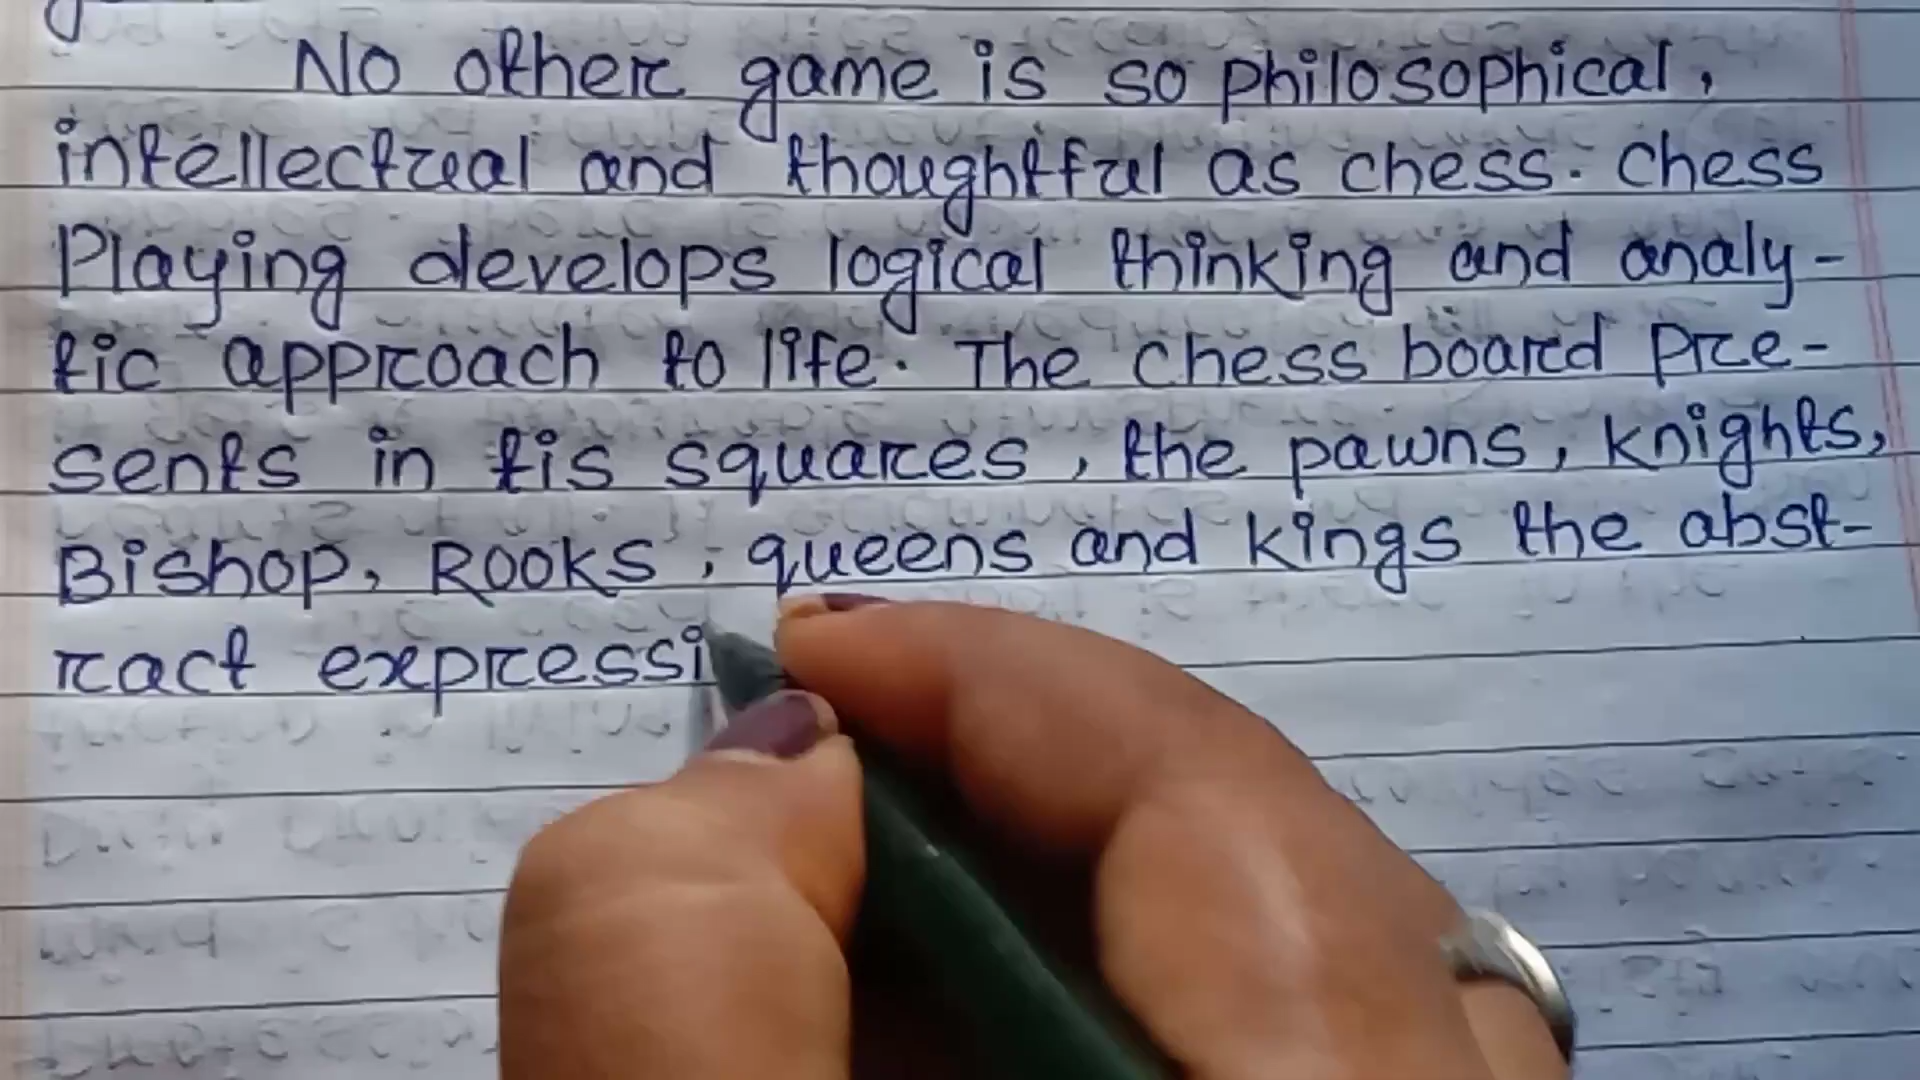 No other game is so philosophical,
intellectual and thoughtful as chess. Chess
Playing develops logical thinking and analy-
tic approach to life. The chess board pre-
sents in tis squares, the pawns, knights,
Bishop, Rooks, queens and kings the abst-
ract expressi